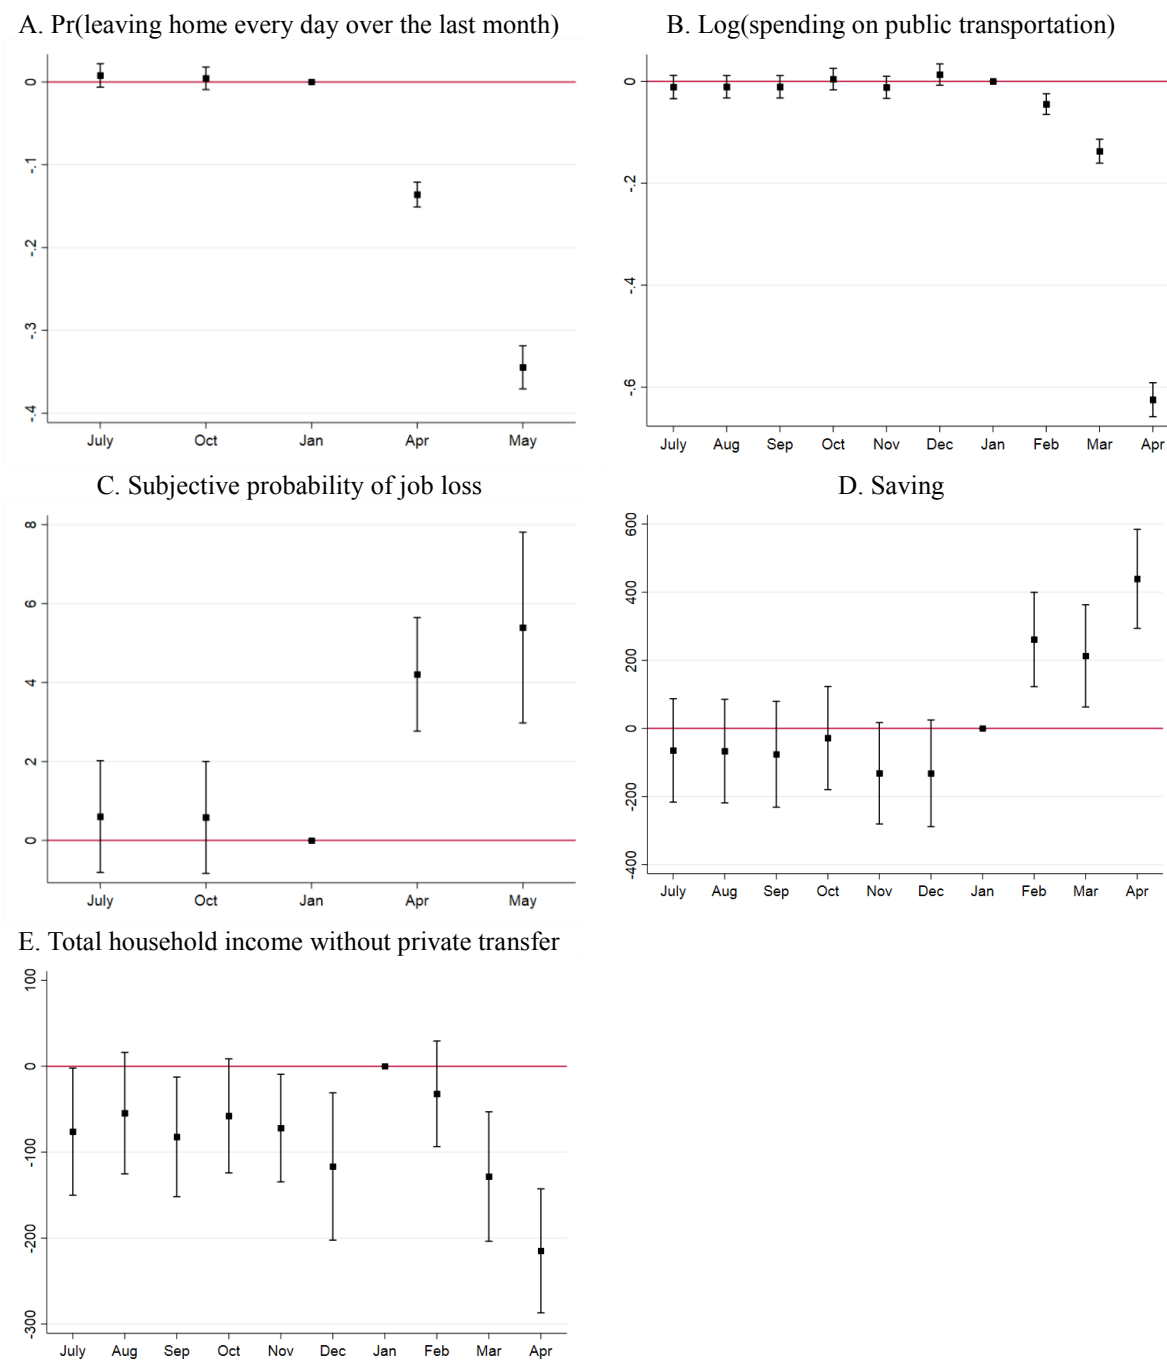 A. Pr(leaving home every day over the last month)
0
-.1
-.2
-.3
-.4
July Oct Jan Apr May
B. Log(spending on public transportation)
0
-.2
-.4
-.6
July Aug Sep Oct Nov Dec Jan Feb Mar Apr
C. Subjective probability of job loss
8
6
4
2
0
July Oct Jan Apr May
D. Saving
600
400
200
0
-200
-400
July Aug Sep Oct Nov Dec Jan Feb Mar Apr
E. Total household income without private transfer
100
0
-100
-200
-300
July Aug Sep Oct Nov Dec Jan Feb Mar Apr